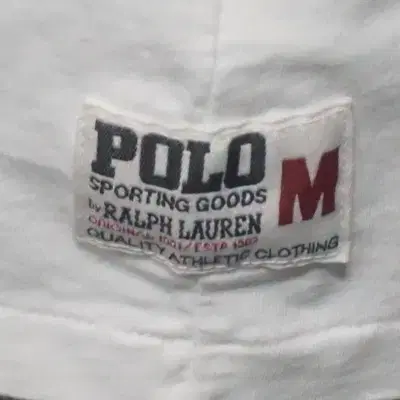 POLO
SPORTING GOODS
by RALPH LAUREN
M
QUALITY ATHLETIC CLOTHING